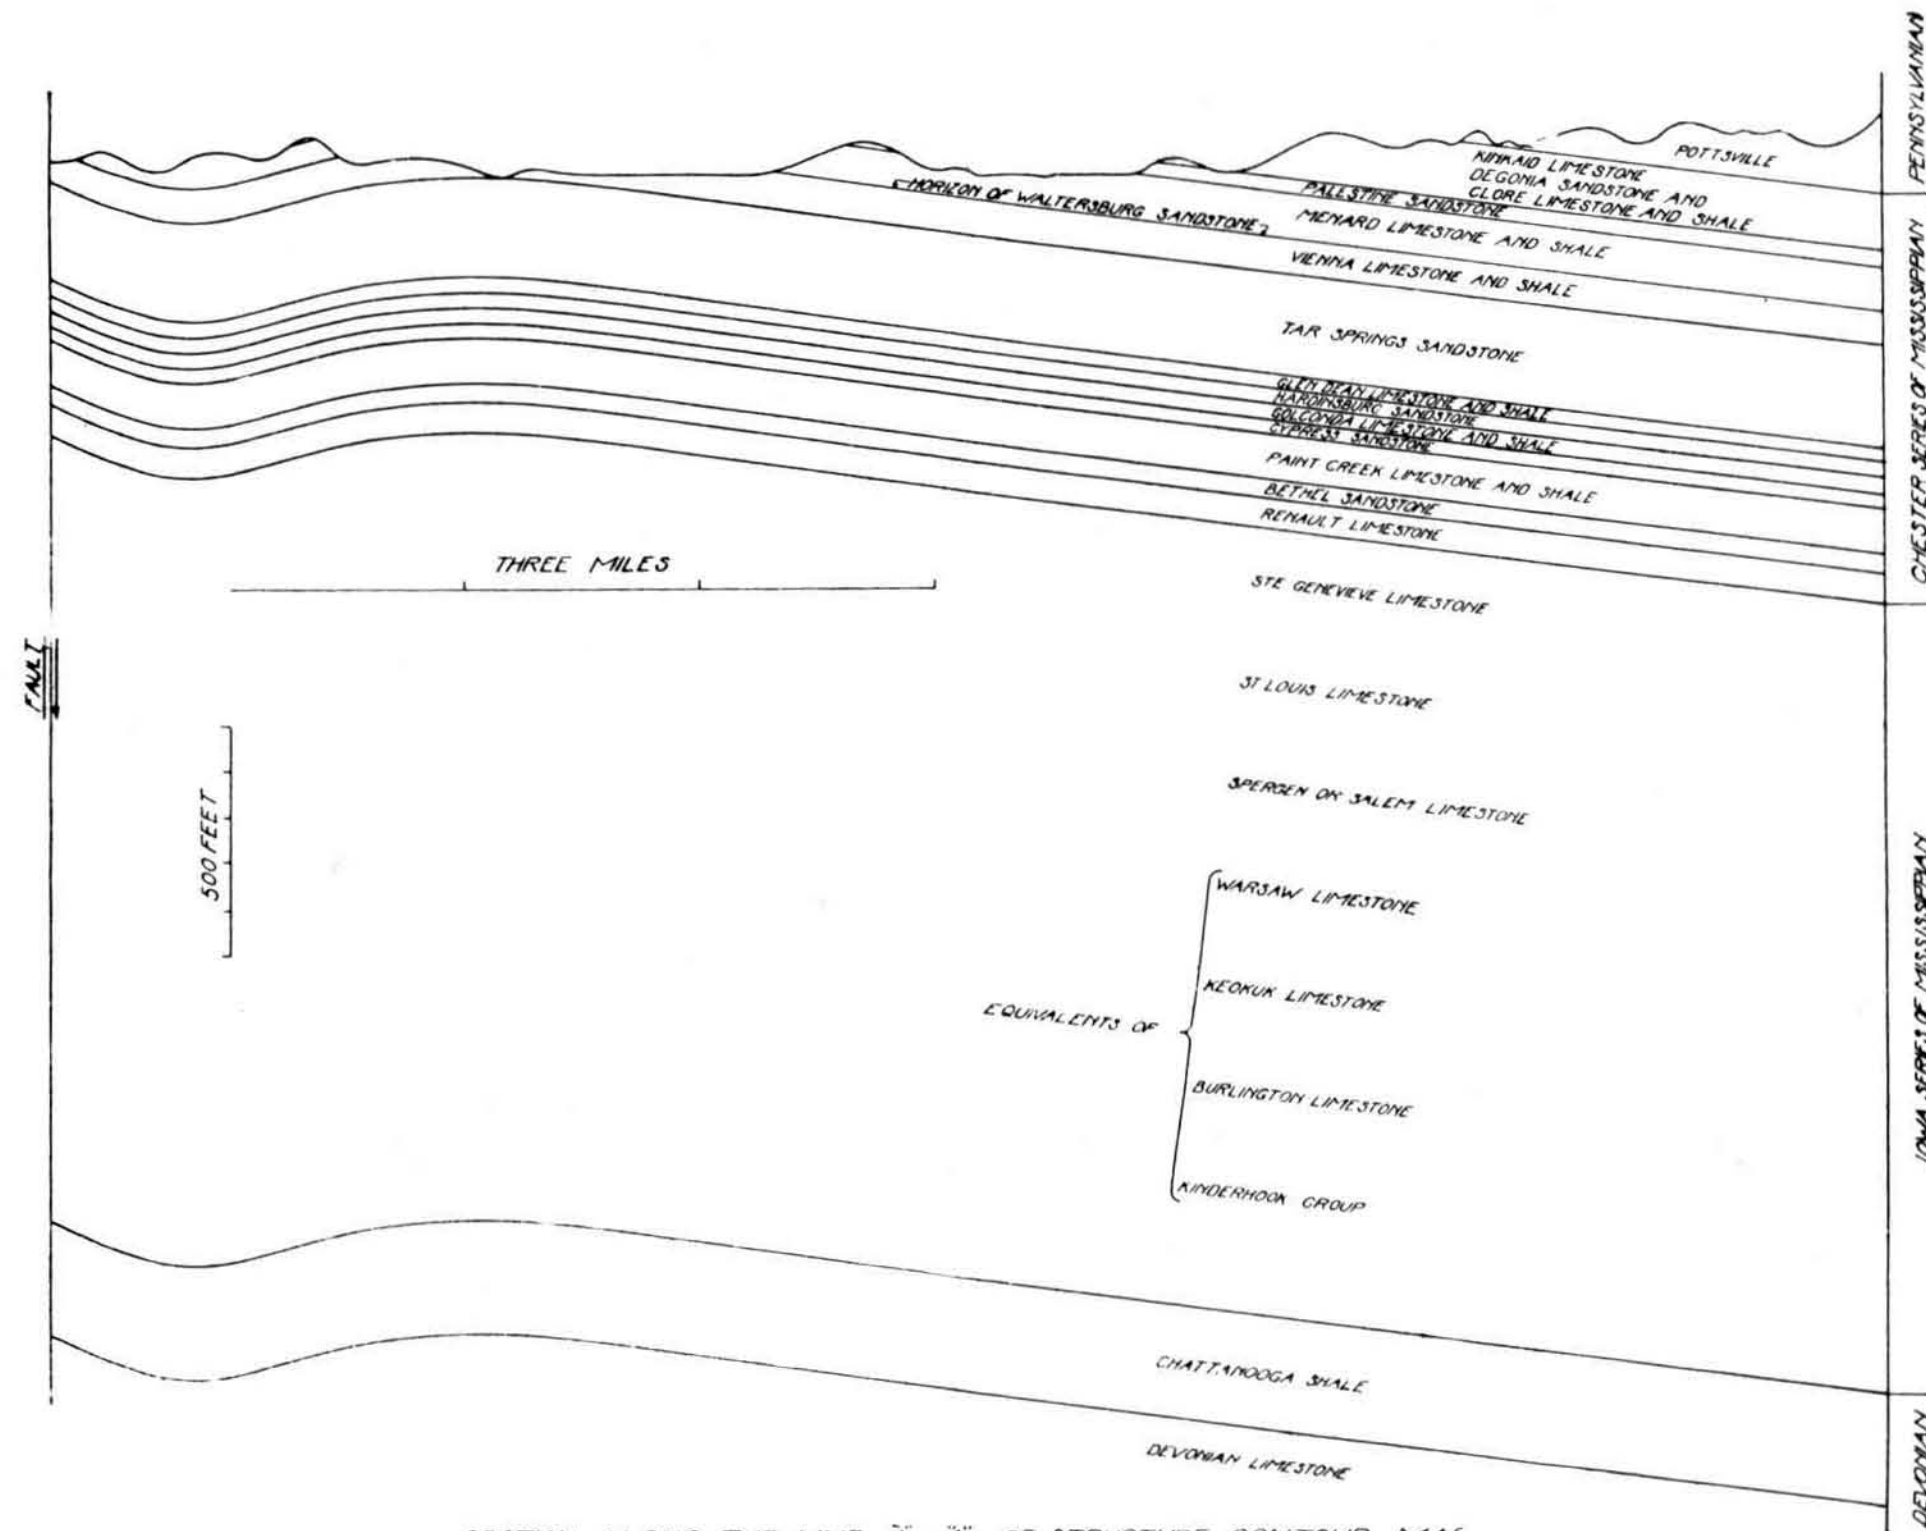 PENNSYLVANIAN
POTTSVILLE
KINKAID LIMESTONE
DEGONIA SANDSTONE AND
CLORE LIMESTONE AND SHALE
PALESTINE SANDSTONE
HORIZON OF WALTERSBURG SANDSTONE
MENARD LIMESTONE AND SHALE
VIENNA LIMESTONE AND SHALE
TAR SPRINGS SANDSTONE
GLEN DEAN LIMESTONE AND SHALE
HARDINSBURG SANDSTONE
GOLCONDA LIMESTONE AND SHALE
CYPRESS SANDSTONE
PAINT CREEK LIMESTONE AND SHALE
BETHEL SANDSTONE
RENAULT LIMESTONE
CHESTER SERIES OF MISSISSIPPIAN
THREE MILES
STE GENEVIEVE LIMESTONE
FAULT
ST LOUIS LIMESTONE
500 FEET
SPERGEN OR SALEM LIMESTONE
WARSAW LIMESTONE
KEOKUK LIMESTONE
EQUIVALENTS OF
BURLINGTON LIMESTONE
KINDERHOOK GROUP
IOWA SERIES OF MISSISSIPPIAN
CHATTANOOGA SHALE
DEVONIAN LIMESTONE
DEVONIAN